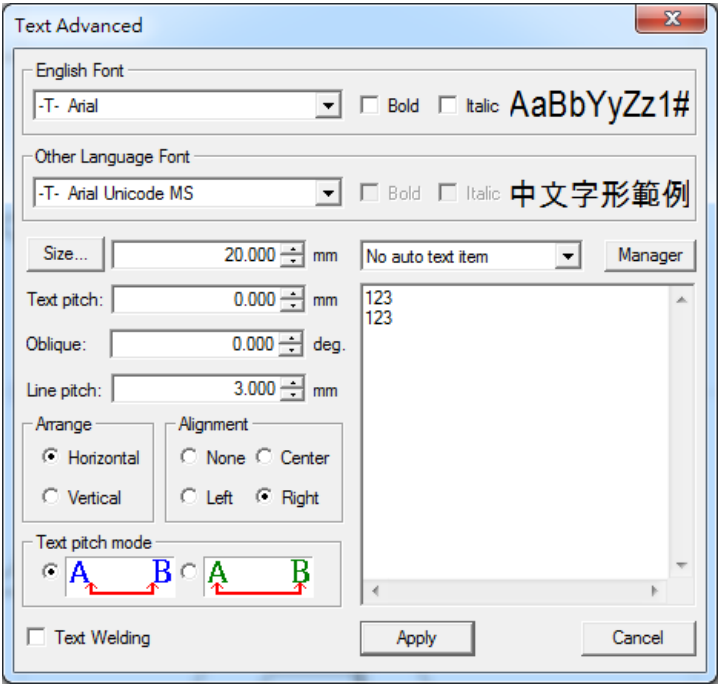 Text Advanced
English Font
-T- Arial
Bold
Italic
AaBbYyZz1#
Other Language Font
-T- Arial Unicode MS
Bold
Italic
中文字形範例
Size...
20.000
mm
No auto text item
Manager
Text pitch:
0.000
mm
123
123
Oblique:
0.000
deg.
Line pitch:
3.000
mm
Arrange
Horizontal
Vertical
Alignment
None
Center
Left
Right
Text pitch mode
A B
A B
Text Welding
Apply
Cancel